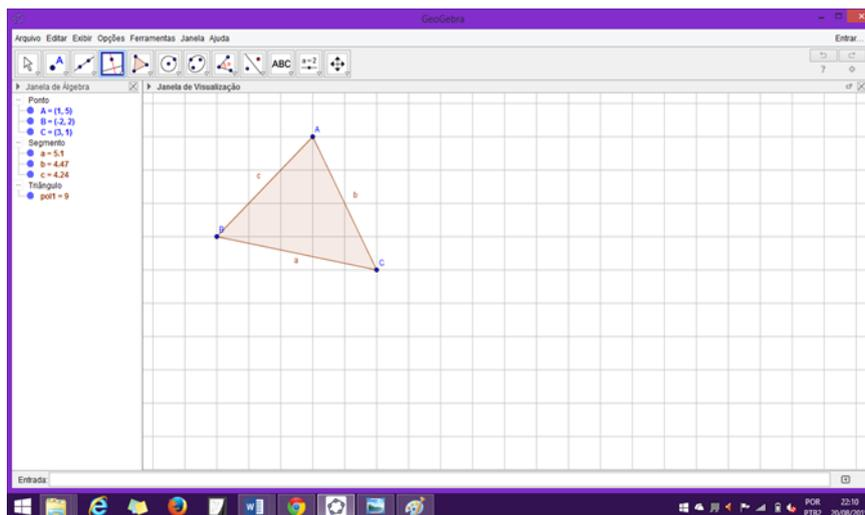 GeoGebra
Arquivo Editar Exibir Opções Ferramentas Janela Ajuda
Entrar...
A
ABC
a=2
?
Janela de Álgebra
Janela de Visualização
Ponto
A = (1, 5)
B = (-2, 2)
C = (3, 1)
Segmento
a = 5.1
b = 4.47
c = 4.24
Triângulo
pol1 = 9
A
c
b
B
a
C
Entrada:
POR
22:10
PTB2